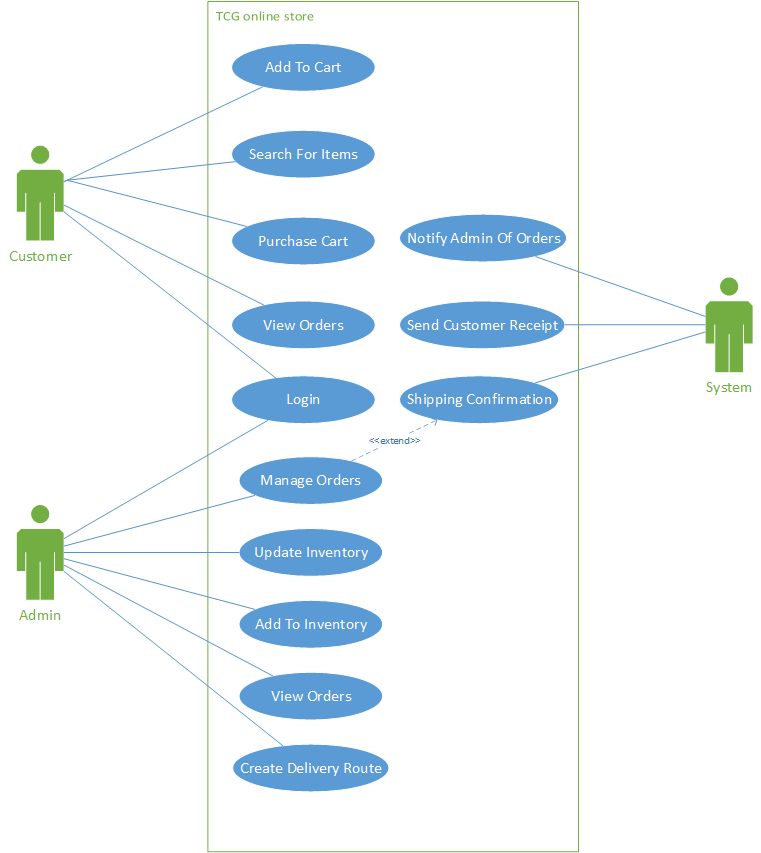 TCG online store
Add To Cart
Search For Items
Customer
Purchase Cart
Notify Admin Of Orders
View Orders
Send Customer Receipt
System
Login
Shipping Confirmation
<<extend>>
Manage Orders
Update Inventory
Admin
Add To Inventory
View Orders
Create Delivery Route